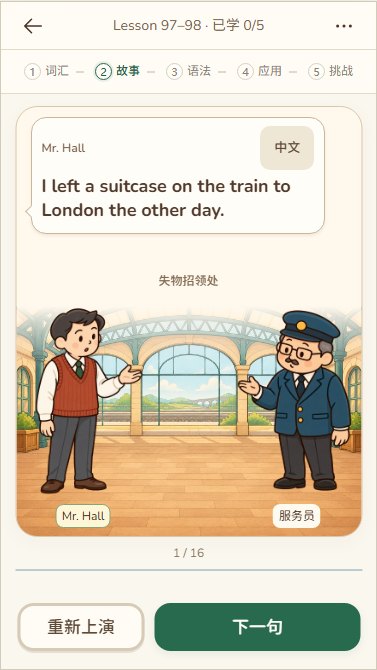 Lesson 97–98 · 已学 0/5
1 词汇 – 2 故事 – 3 语法 – 4 应用 – 5 挑战
Mr. Hall
中文
I left a suitcase on the train to
London the other day.
失物招领处
Mr. Hall
服务员
1 / 16
重新上演
下一句